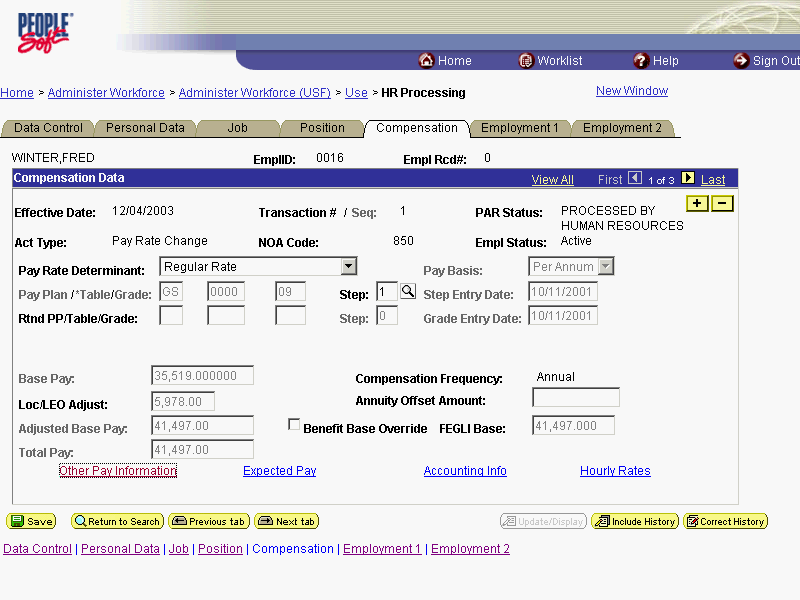 PEOPLE
Soft
Home Worklist Help Sign Out
Home > Administer Workforce > Administer Workforce (USF) > Use > HR Processing New Window
Data Control Personal Data Job Position Compensation Employment 1 Employment 2
WINTER,FRED EmplID: 0016 Empl Rcd#: 0
Compensation Data View All First 1 of 3 Last
Effective Date: 12/04/2003 Transaction # / Seq: 1 PAR Status: PROCESSED BY HUMAN RESOURCES + −
Act Type: Pay Rate Change NOA Code: 850 Empl Status: Active
Pay Rate Determinant: Regular Rate Pay Basis: Per Annum
Pay Plan /*Table/Grade: GS 0000 09 Step: 1 Step Entry Date: 10/11/2001
Rtnd PP/Table/Grade: Step: 0 Grade Entry Date: 10/11/2001
Base Pay: 35,519.000000 Compensation Frequency: Annual
Loc/LEO Adjust: 5,978.00 Annuity Offset Amount:
Adjusted Base Pay: 41,497.00 Benefit Base Override FEGLI Base: 41,497.000
Total Pay: 41,497.00
Other Pay Information Expected Pay Accounting Info Hourly Rates
Save Return to Search Previous tab Next tab Update/Display Include History Correct History
Data Control | Personal Data | Job | Position | Compensation | Employment 1 | Employment 2